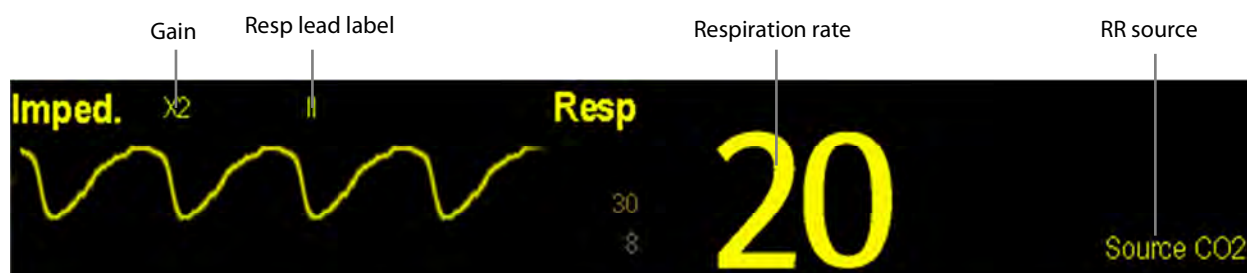 Gain
Resp lead label
Respiration rate
RR source
Imped.
X2
II
Resp
30
8
20
Source CO2